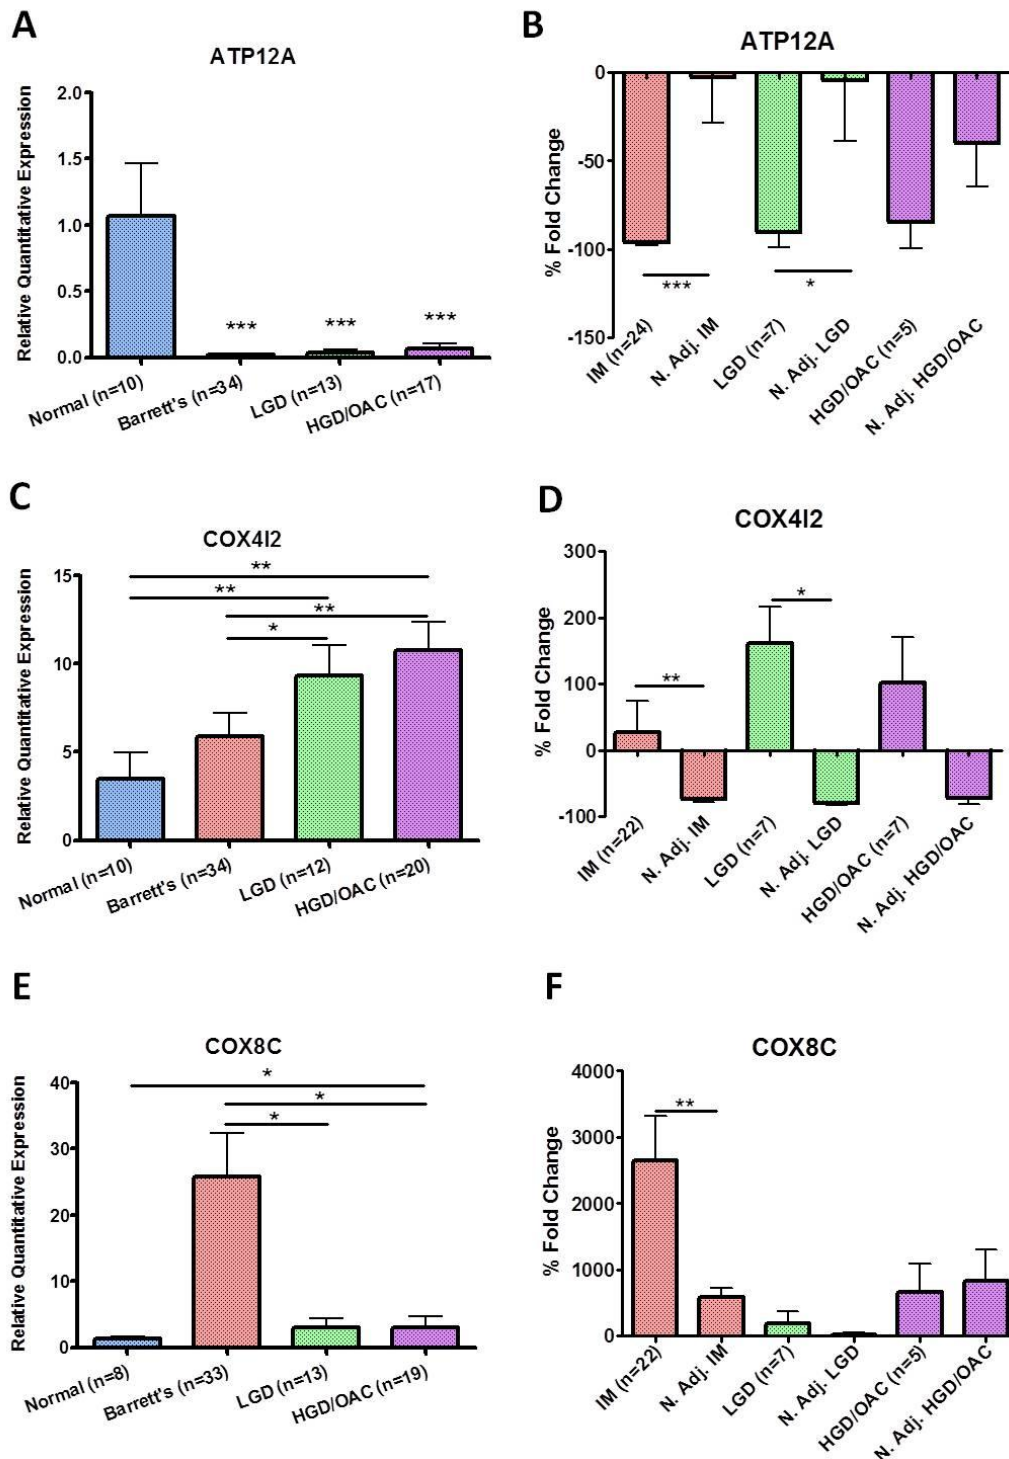 A
ATP12A
Relative Quantitative Expression
2.0
1.5
1.0
0.5
0.0
***
***
***
Normal (n=10)
Barrett's (n=34)
LGD (n=13)
HGD/OAC (n=17)
B
ATP12A
% Fold Change
0
-50
-100
-150
***
*
IM (n=24)
N. Adj. IM
LGD (n=7)
N. Adj. LGD
HGD/OAC (n=5)
N. Adj. HGD/OAC
C
COX4I2
Relative Quantitative Expression
15
10
5
0
**
**
**
*
Normal (n=10)
Barrett's (n=34)
LGD (n=12)
HGD/OAC (n=20)
D
COX4I2
% Fold Change
300
200
100
0
-100
**
*
IM (n=22)
N. Adj. IM
LGD (n=7)
N. Adj. LGD
HGD/OAC (n=7)
N. Adj. HGD/OAC
E
COX8C
Relative Quantitative Expression
40
30
20
10
0
*
*
*
Normal (n=8)
Barrett's (n=33)
LGD (n=13)
HGD/OAC (n=19)
F
COX8C
% Fold Change
4000
3000
2000
1000
0
**
IM (n=22)
N. Adj. IM
LGD (n=7)
N. Adj. LGD
HGD/OAC (n=5)
N. Adj. HGD/OAC